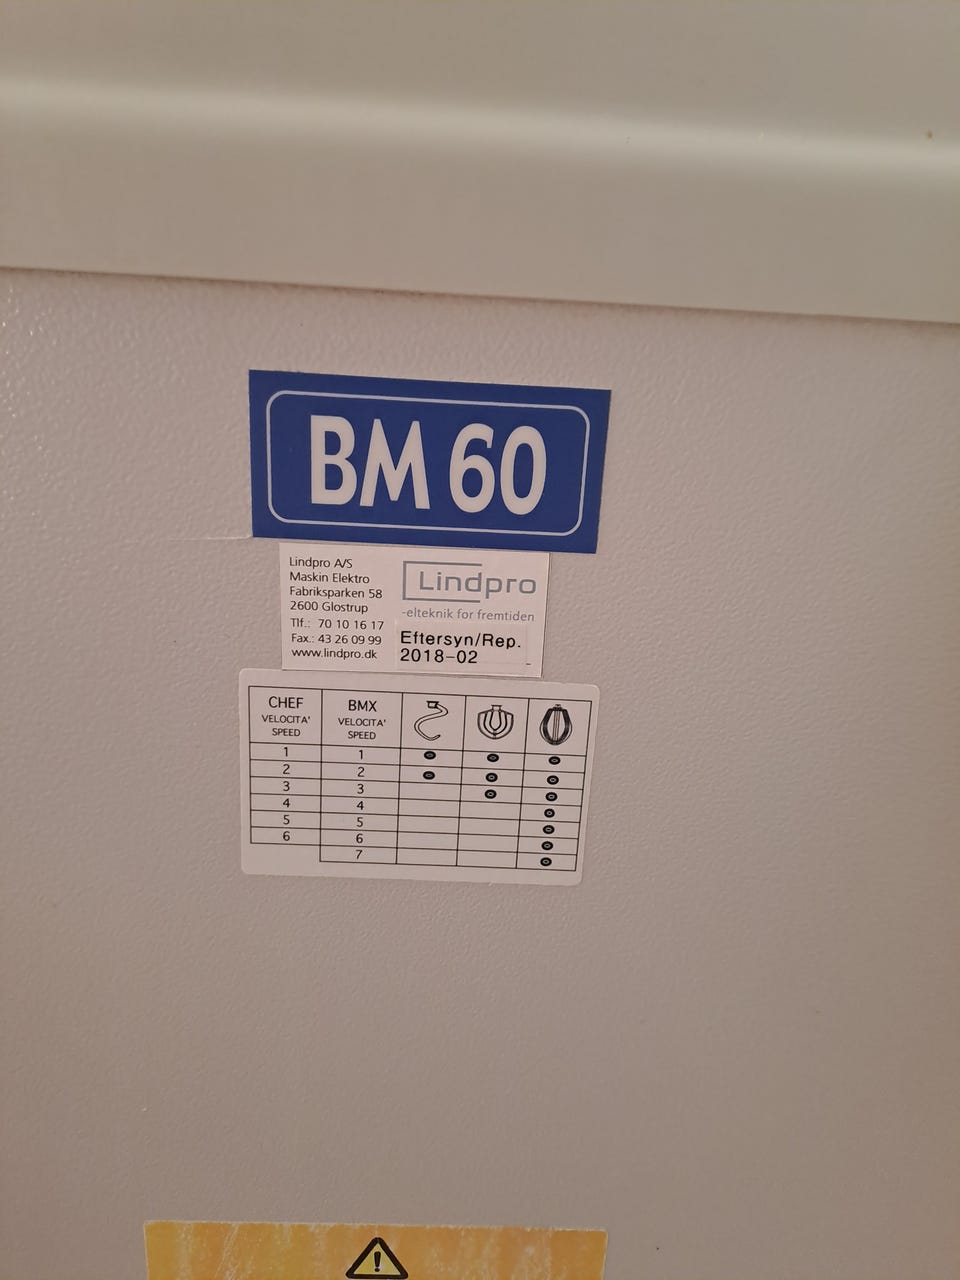 BM 60
Lindpro A/S
Maskin Elektro
Fabriksparken 58
2600 Glostrup
Tlf.: 70 10 16 17
Fax.: 43 26 09 99
www.lindpro.dk
Lindpro
-elteknik for fremtiden
Eftersyn/Rep.
2018-02
CHEF BMX
VELOCITA' VELOCITA'
SPEED SPEED
1 1
2 2
3 3
4 4
5 5
6 6
7